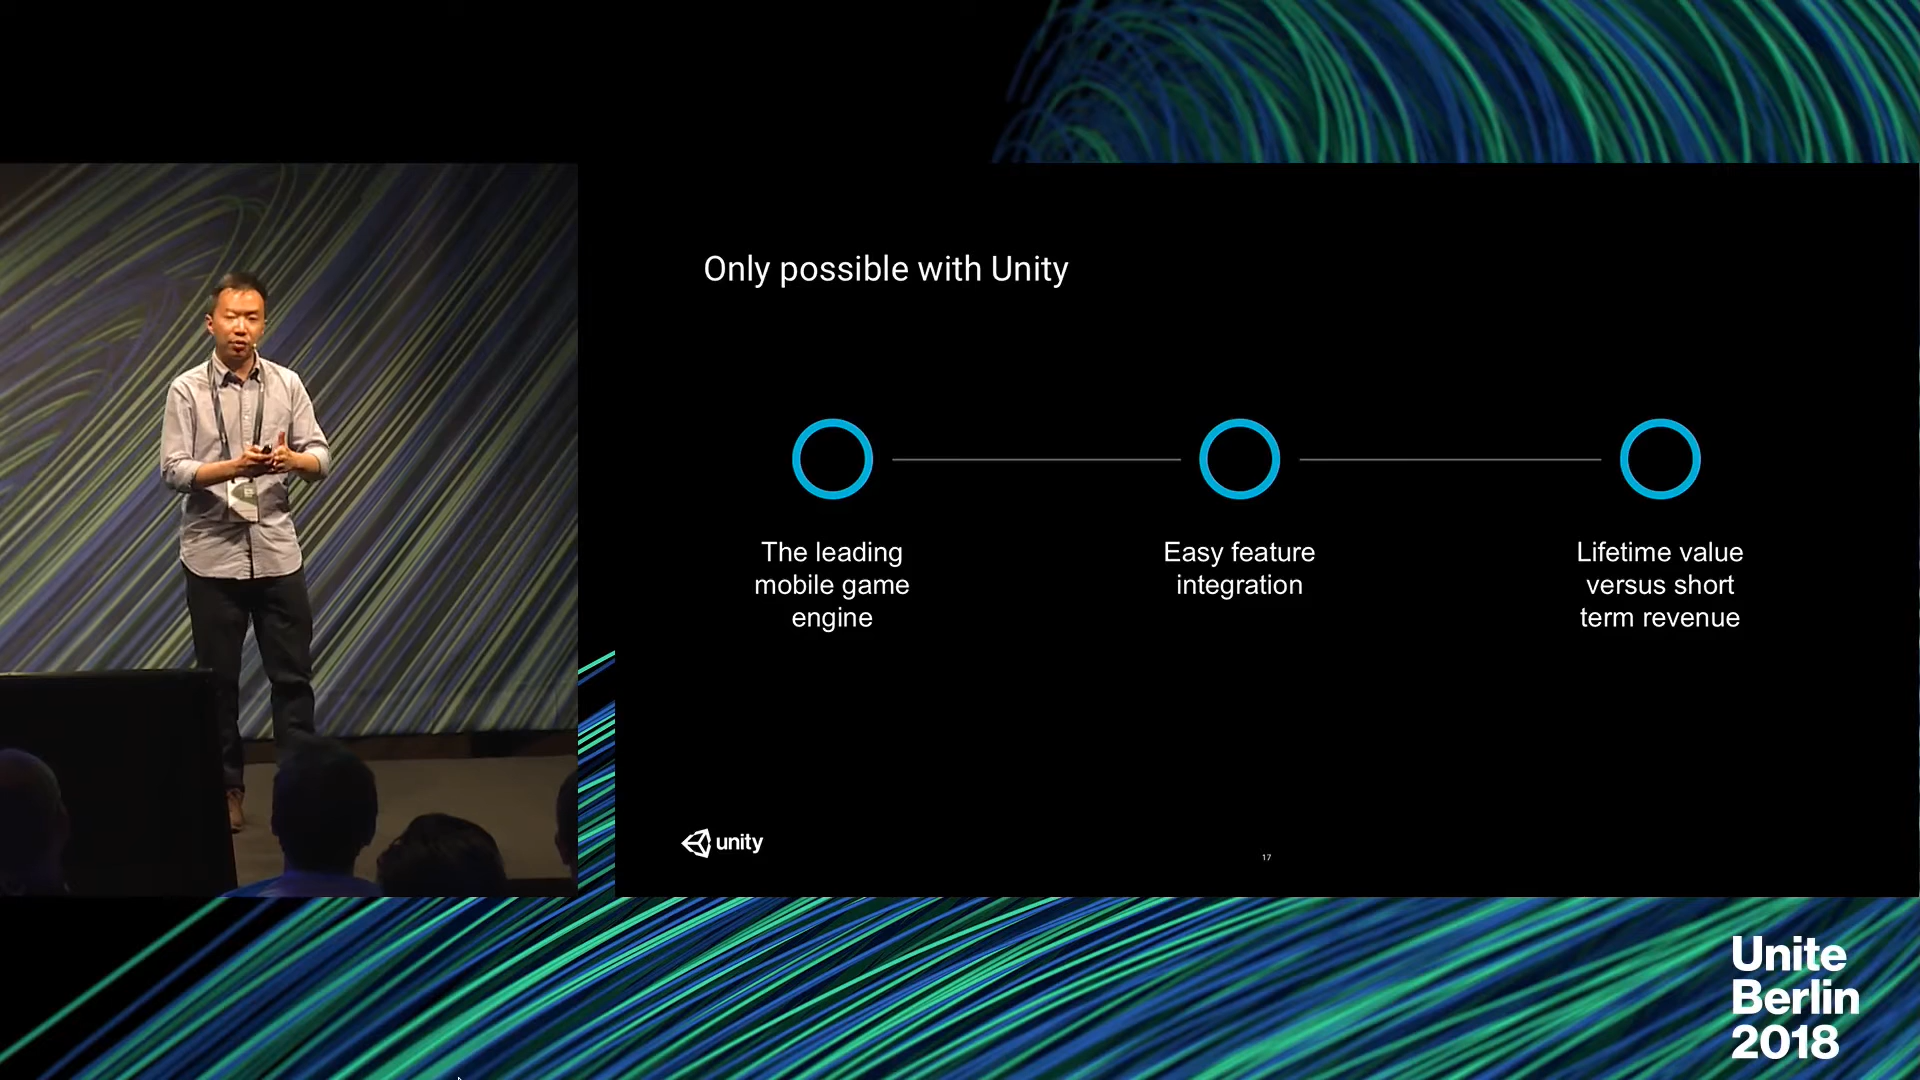 Only possible with Unity
The leading
mobile game
engine
Easy feature
integration
Lifetime value
versus short
term revenue
unity
17
Unite
Berlin
2018